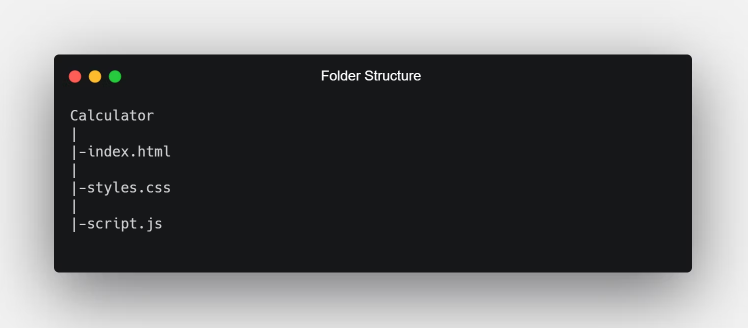 Folder Structure
Calculator
|
|-index.html
|
|-styles.css
|
|-script.js